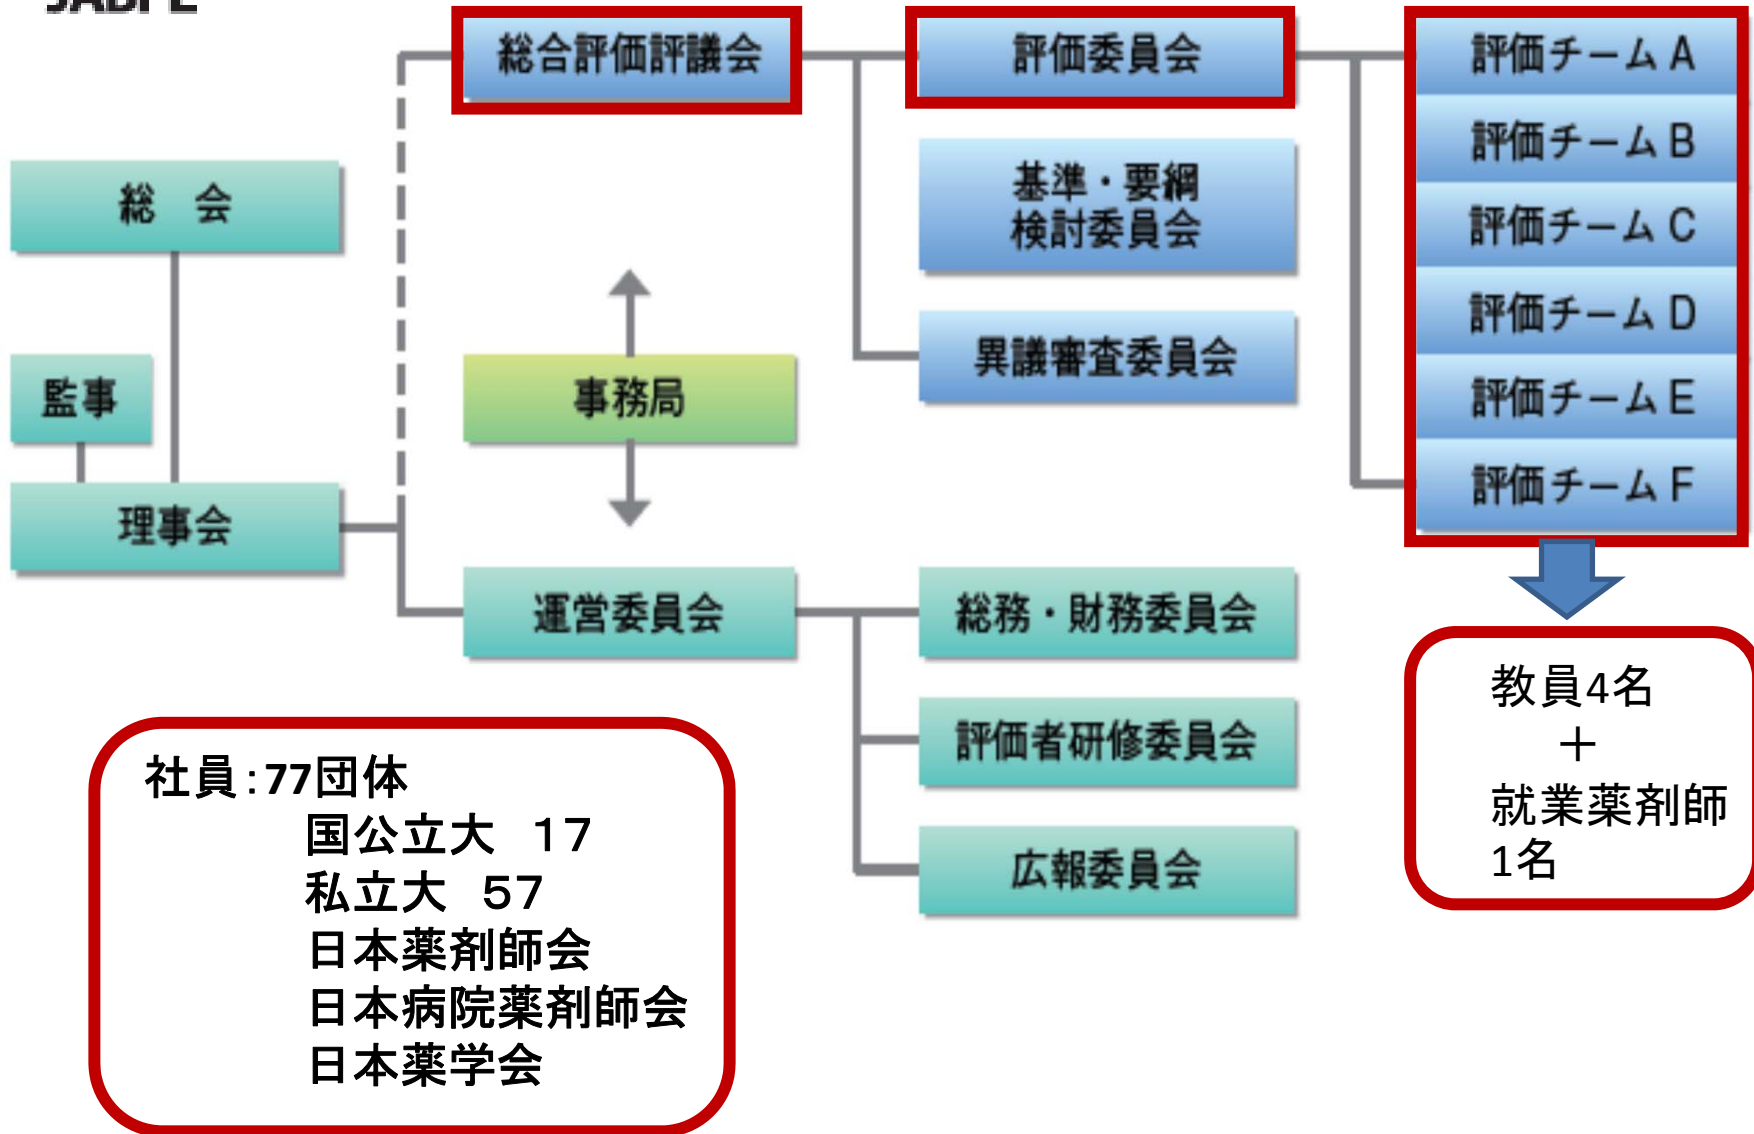 総合評価評議会
評価委員会
基準・要綱
検討委員会
異議審査委員会
評価チーム A
評価チーム B
評価チーム C
評価チーム D
評価チーム E
評価チーム F
総 会
監事
理事会
事務局
運営委員会
総務・財務委員会
評価者研修委員会
広報委員会
教員4名
＋
就業薬剤師
1名
社員：77団体
国公立大 17
私立大 57
日本薬剤師会
日本病院薬剤師会
日本薬学会